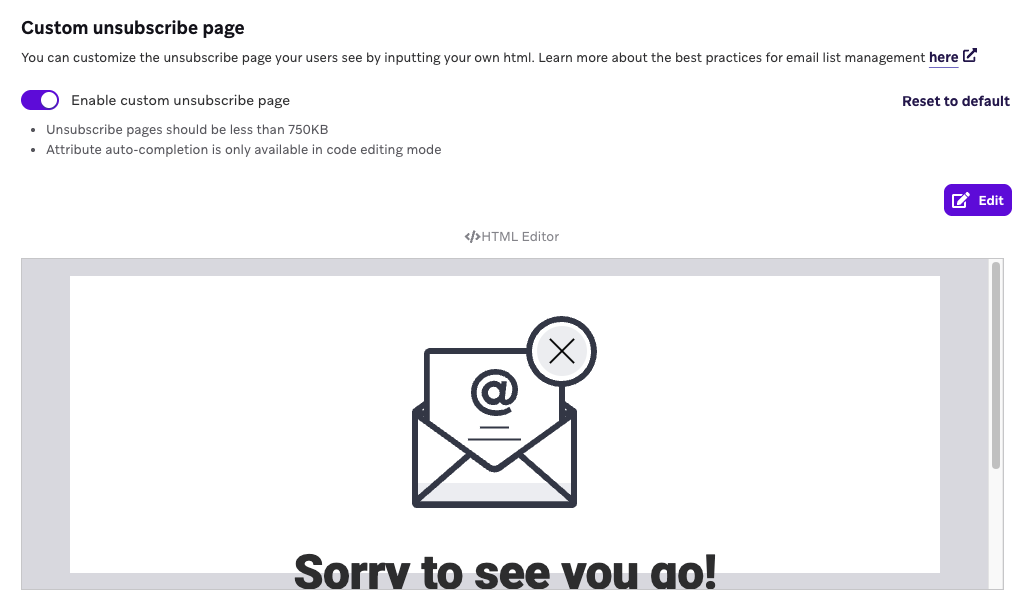 Custom unsubscribe page
You can customize the unsubscribe page your users see by inputting your own html. Learn more about the best practices for email list management here
Enable custom unsubscribe page
Reset to default
• Unsubscribe pages should be less than 750KB
• Attribute auto-completion is only available in code editing mode
Edit
</>HTML Editor
@
Sorry to see you go!